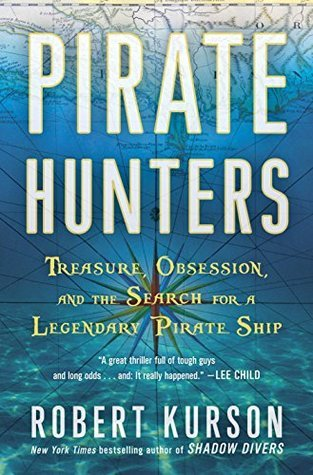 PIRATE
HUNTERS
TREASURE, OBSESSION,
AND THE SEARCH FOR A
LEGENDARY PIRATE SHIP
"A great thriller full of tough guys
and long odds . . . and: It really happened." —LEE CHILD
ROBERT KURSON
New York Times bestselling author of SHADOW DIVERS